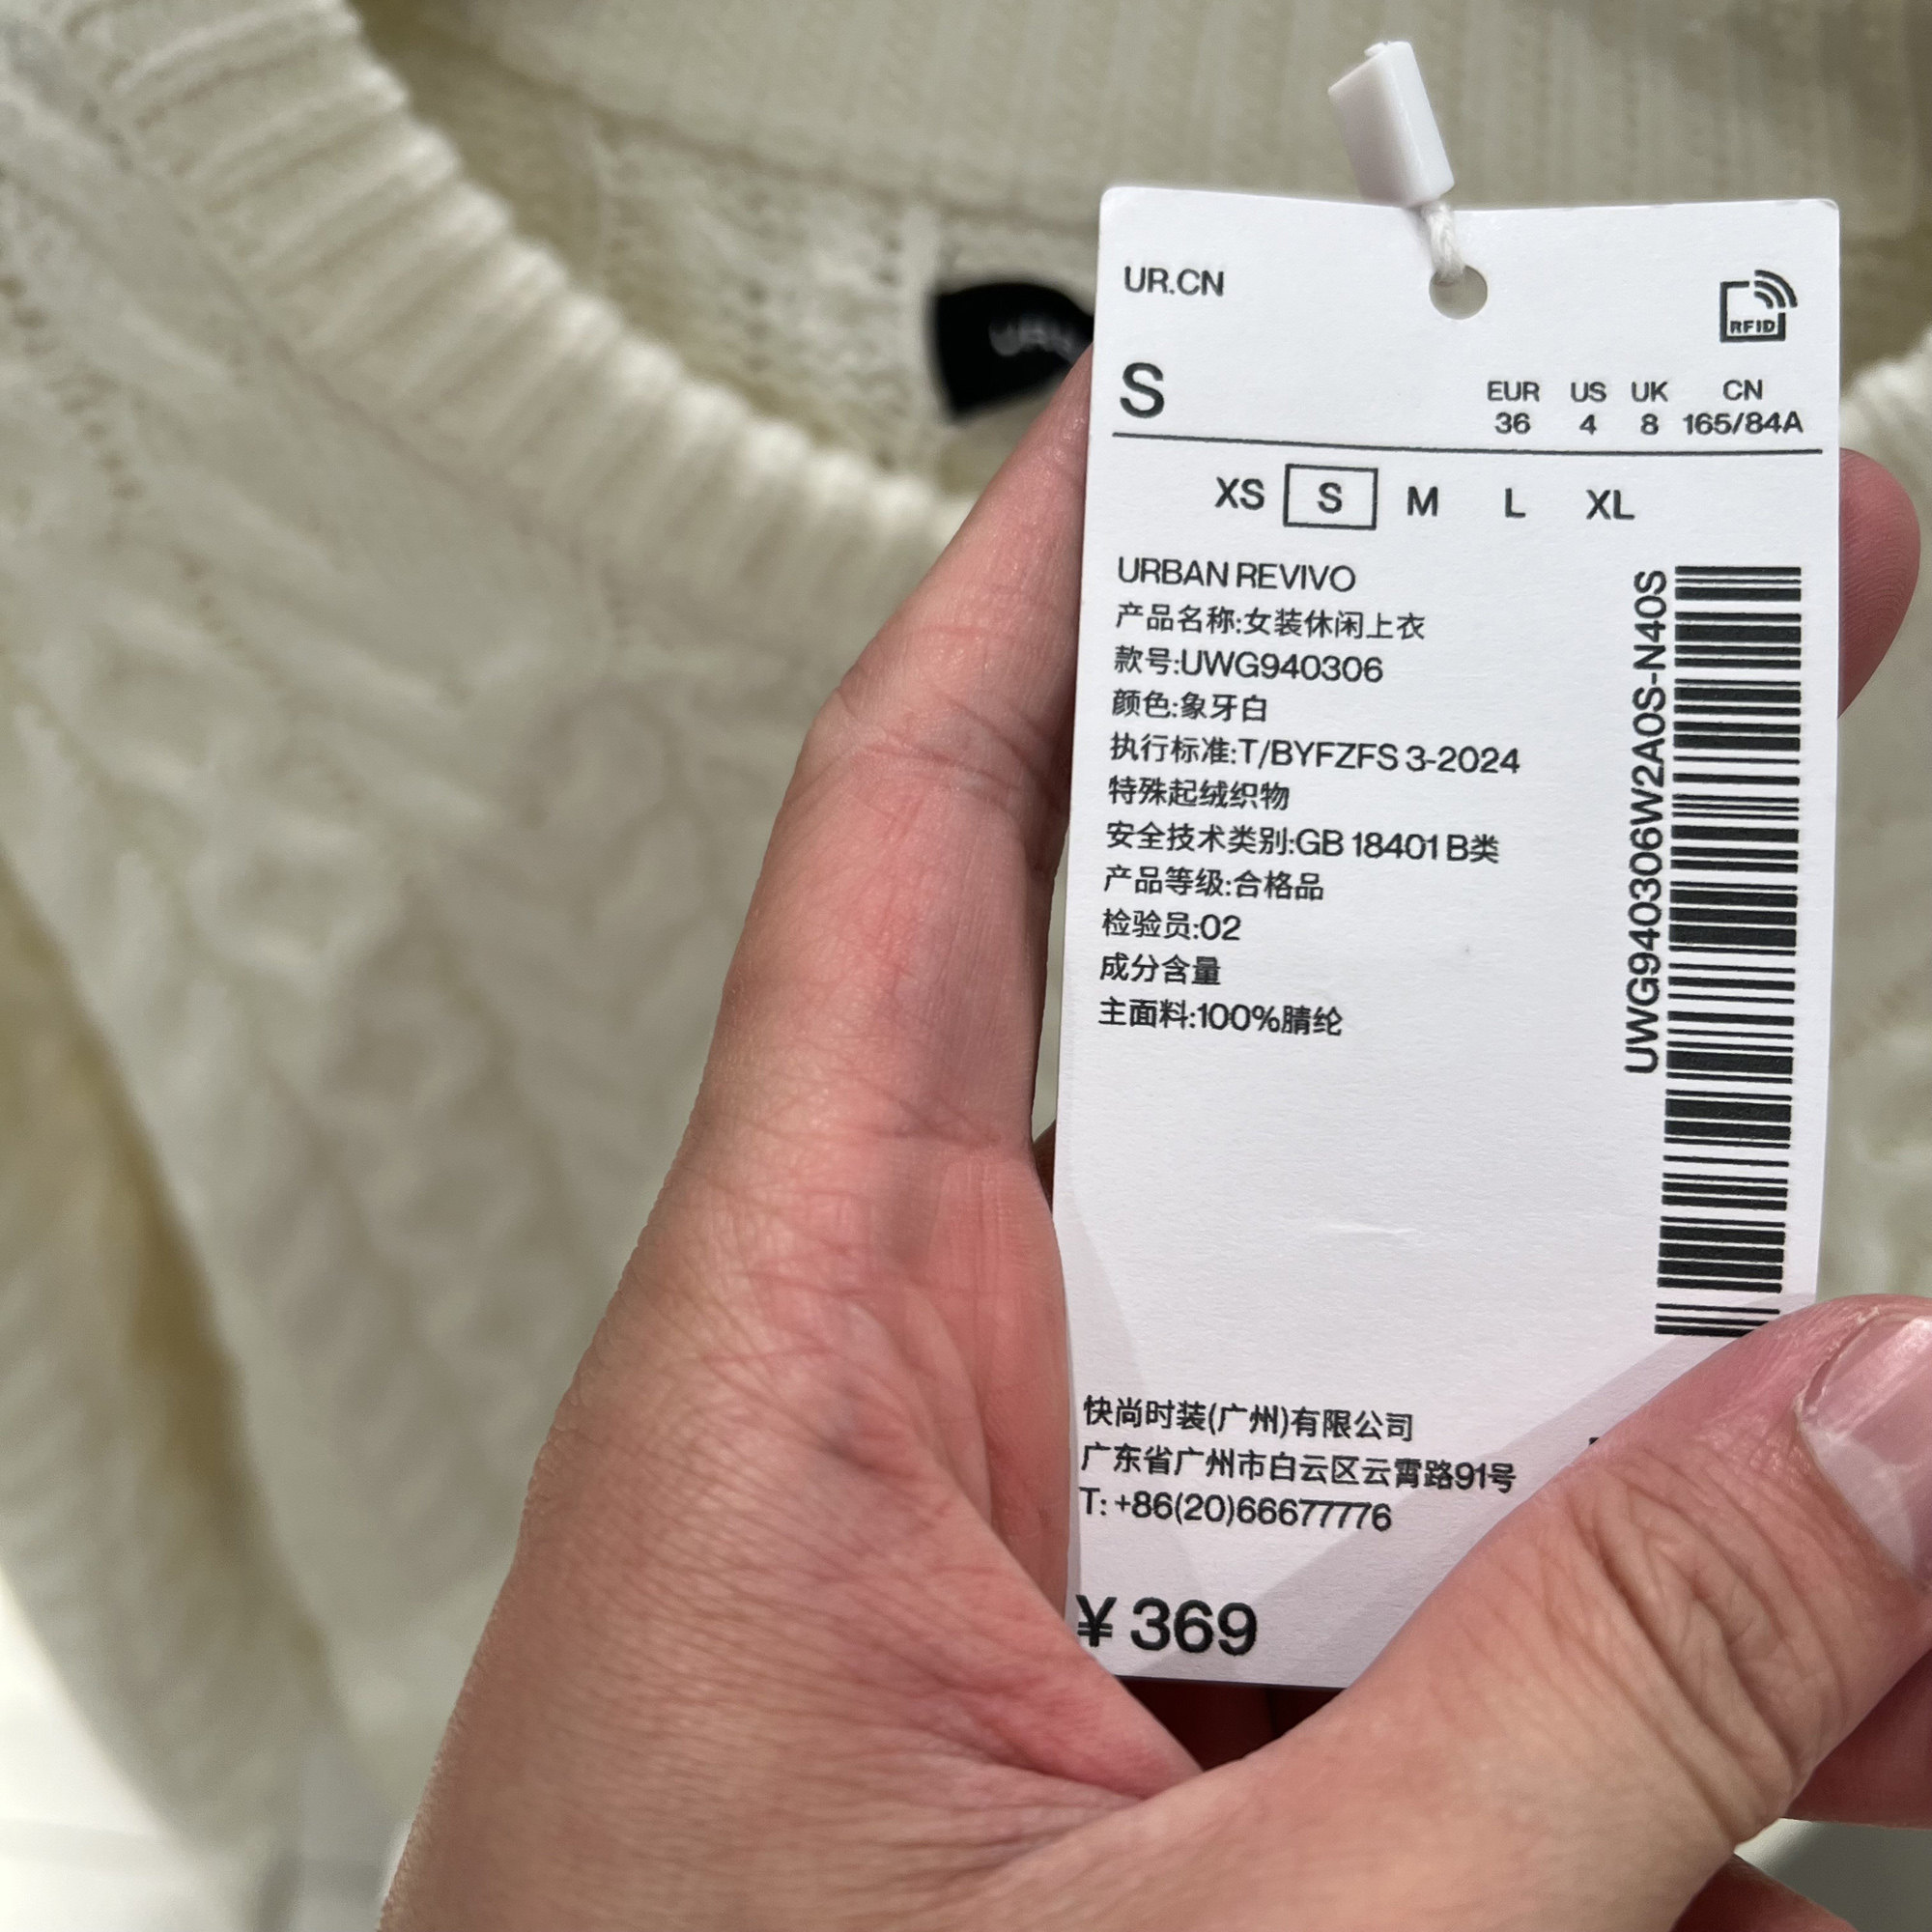 UR.CN
RFID
S
EUR US UK CN
36 4 8 165/84A
XS S M L XL
URBAN REVIVO
产品名称:女装休闲上衣
款号:UWG940306
颜色:象牙白
执行标准:T/BYFZFS 3-2024
特殊起绒织物
安全技术类别:GB 18401 B类
产品等级:合格品
检验员:02
成分含量
主面料:100%腈纶
UWG940306W2A0S-N40S
快尚时装(广州)有限公司
广东省广州市白云区云霄路91号
T: +86(20)66677776
¥ 369